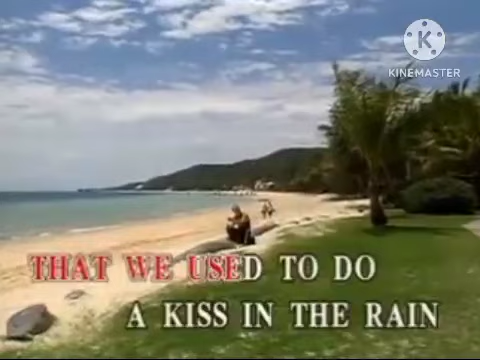 K
KINEMASTER
THAT WE USED TO DO
A KISS IN THE RAIN